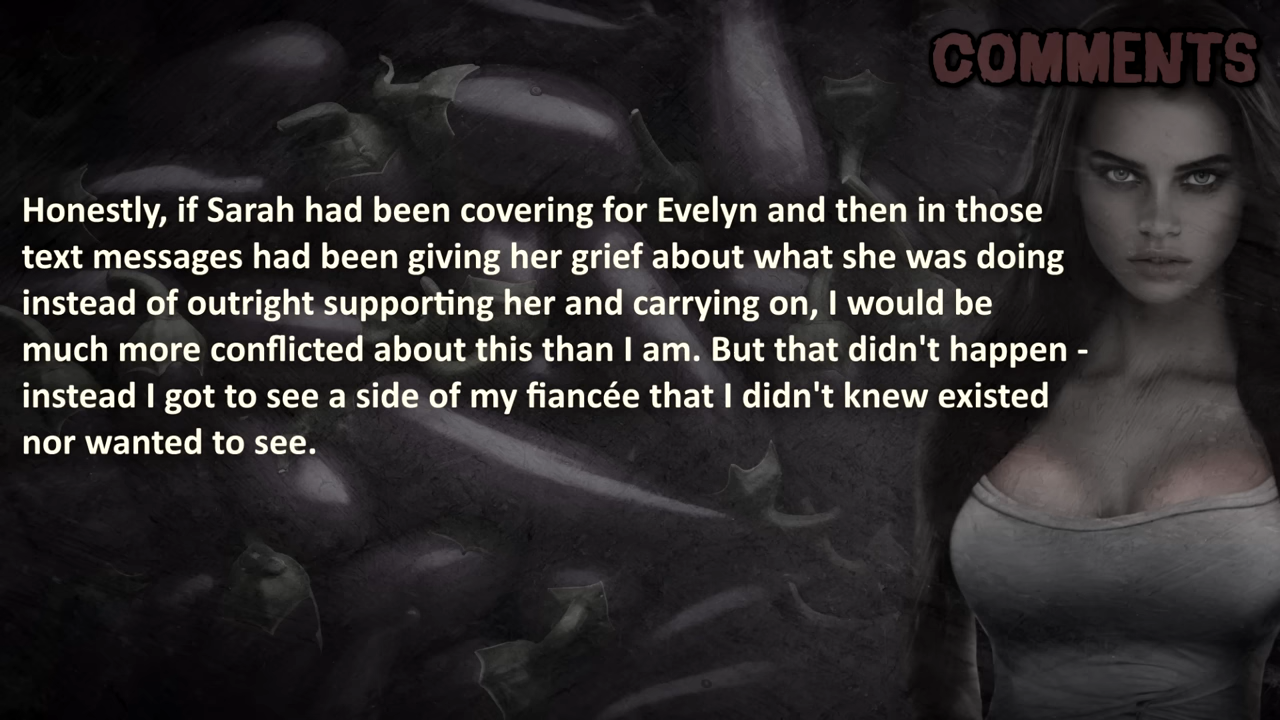 COMMENTS
Honestly, if Sarah had been covering for Evelyn and then in those
text messages had been giving her grief about what she was doing
instead of outright supporting her and carrying on, I would be
much more conflicted about this than I am. But that didn't happen -
instead I got to see a side of my fiancée that I didn't knew existed
nor wanted to see.